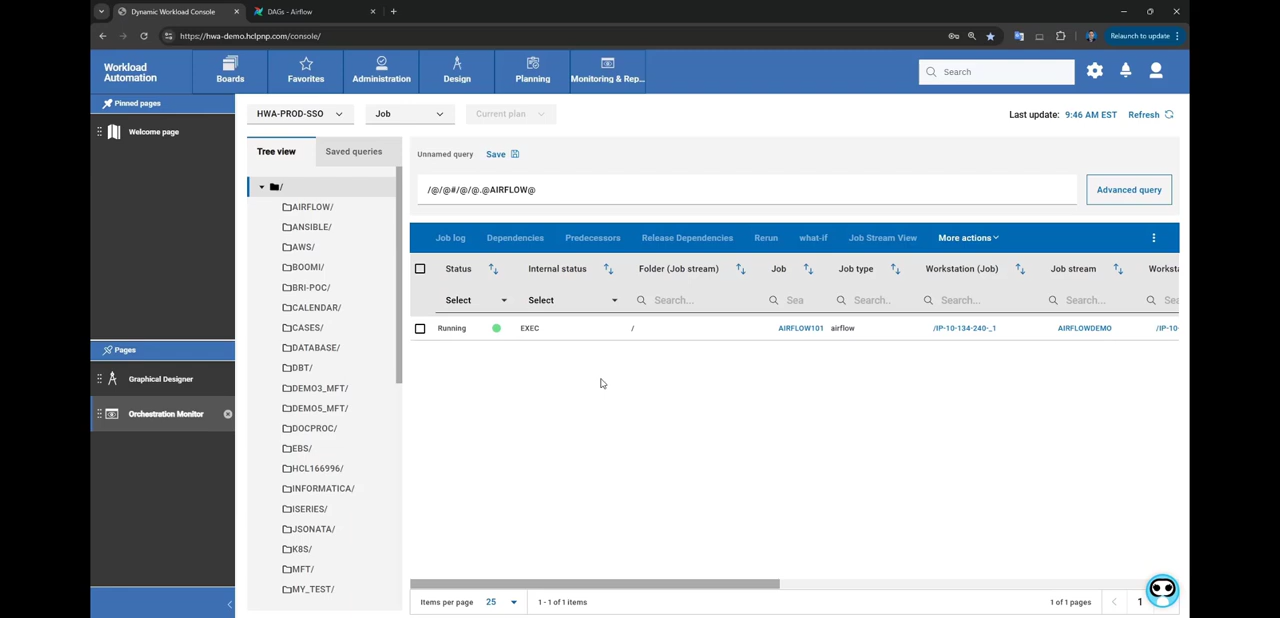 Dynamic Workload Console
DAGs - Airflow
https://hwa-demo.hclpnp.com/console/
Relaunch to update
Workload Automation
Boards
Favorites
Administration
Design
Planning
Monitoring & Rep...
Search
Pinned pages
Welcome page
Pages
Graphical Designer
Orchestration Monitor
HWA-PROD-SSO
Job
Current plan
Last update: 9:46 AM EST Refresh
Tree view
Saved queries
/
AIRFLOW/
ANSIBLE/
AWS/
BOOMI/
BRI-POC/
CALENDAR/
CASES/
DATABASE/
DBT/
DEMO3_MFT/
DEMO5_MFT/
DOCPROC/
EBS/
HCL166996/
INFORMATICA/
ISERIES/
JSONATA/
K8S/
MFT/
MY_TEST/
Unnamed query Save
/@/@#/@/@.@AIRFLOW@
Advanced query
Job log Dependencies Predecessors Release Dependencies Rerun what-if Job Stream View More actions
Status Internal status Folder (Job stream) Job Job type Workstation (Job) Job stream Worksta
Select Select Search... Sea Search.. Search... Search... Sea
Running EXEC / AIRFLOW101 airflow /IP-10-134-240-_1 AIRFLOWDEMO /IP-10-
Items per page 25 1 - 1 of 1 items 1 of 1 pages 1